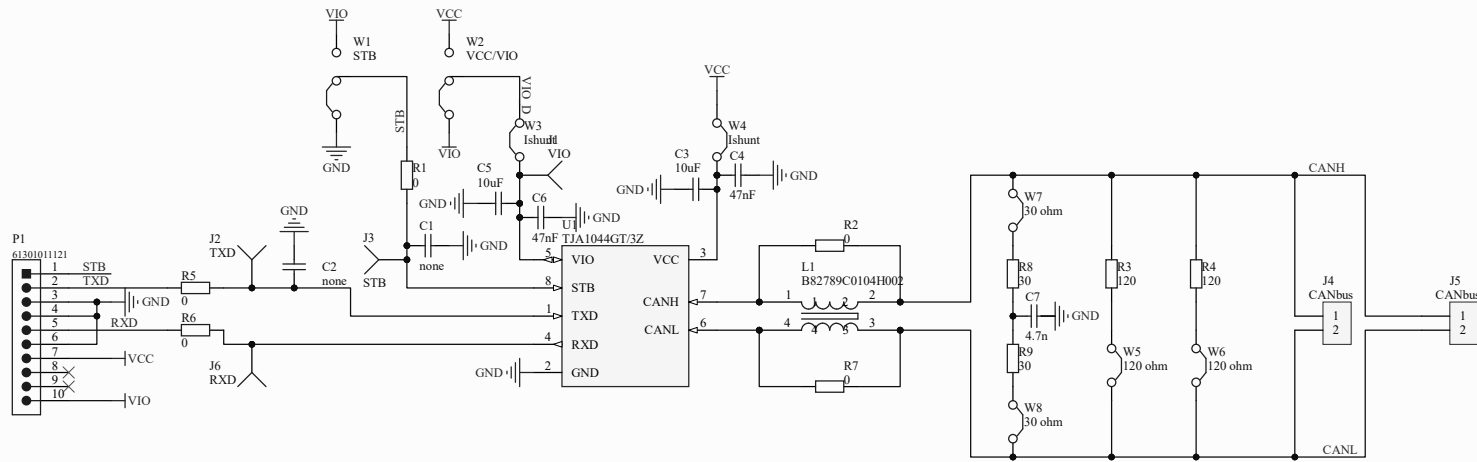 VIO
W1
STB
GND
STB
R1
0
VCC
W2
VCC/VIO
VIO
VIO_D
W3
Ishunt
J1
VIO
C5
10uF
GND
C6
47nF
GND
VCC
W4
Ishunt
C3
10uF
GND
C4
47nF
GND
P1
61301011121
1
2
3
4
5
6
7
8
9
10
STB
TXD
GND
RXD
VCC
VIO
R5
0
R6
0
J2
TXD
J6
RXD
GND
C2
none
J3
STB
C1
none
GND
U1
TJA1044GT/3Z
5
VIO
8
STB
1
TXD
4
RXD
2
GND
GND
VCC
3
CANH
7
CANL
6
R2
0
L1
B82789C0104H002
1
1
2
2
4
4
3
3
R7
0
W7
30 ohm
R8
30
C7
4.7n
GND
R9
30
W8
30 ohm
R3
120
W5
120 ohm
R4
120
W6
120 ohm
CANH
CANL
J4
CANbus
1
2
J5
CANbus
1
2